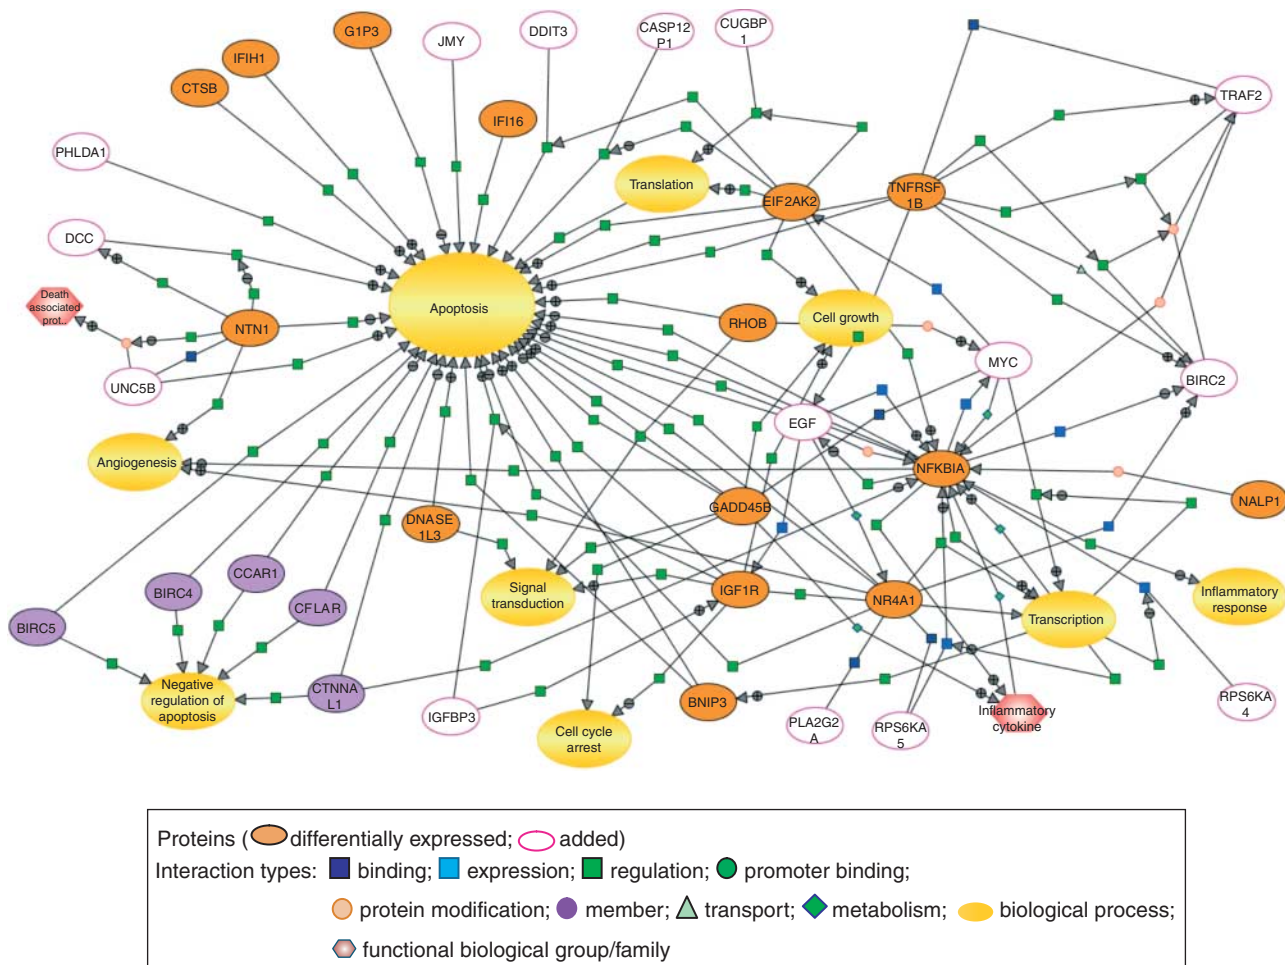 G1P3
JMY
DDIT3
CASP12
P1
CUGBP
1
IFIH1
CTSB
IFI16
TRAF2
PHLDA1
Translation
EIF2AK2
TNFRSF
1B
DCC
Death
associated
prot..
Apoptosis
NTN1
RHOB
Cell growth
MYC
BIRC2
UNC5B
EGF
Angiogenesis
NFKBIA
NALP1
GADD45B
DNASE
1L3
CCAR1
BIRC4
CFLAR
BIRC5
Signal
transduction
IGF1R
NR4A1
Transcription
Inflammatory
response
Negative
regulation of
apoptosis
CTNNA
L1
IGFBP3
BNIP3
Cell cycle
arrest
PLA2G2
A
RPS6KA
5
Inflammatory
cytokine
RPS6KA
4
Proteins ( differentially expressed; added)
Interaction types: binding; expression; regulation; promoter binding;
protein modification; member; transport; metabolism; biological process;
functional biological group/family